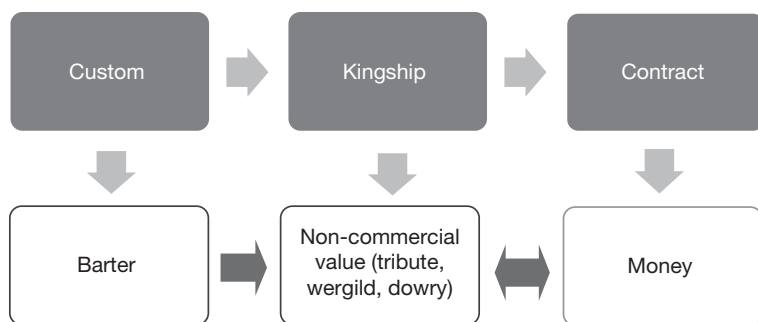 Custom
Kingship
Contract
Barter
Non-commercial
value (tribute,
wergild, dowry)
Money